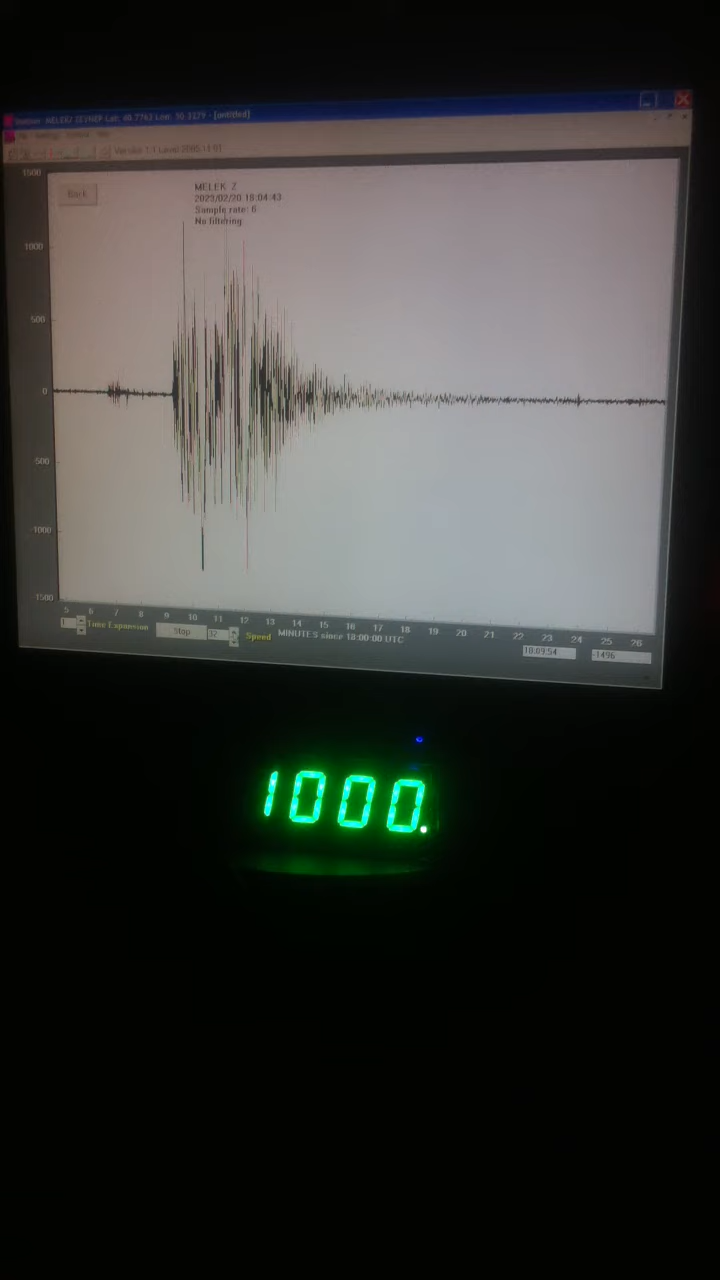 [untitled]
Back
MELEK Z
2023/02/20 18:04:43
Sample rate: 6
No filtering
1500
1000
500
0
-500
-1000
-1500
5 6 7 8 9 10 11 12 13 14 15 16 17 18 19 20 21 22 23 24 25 26
1 Time Expansion Stop 32 Speed MINUTES since 18:00:00 UTC 18:09:54 -1496
1000.